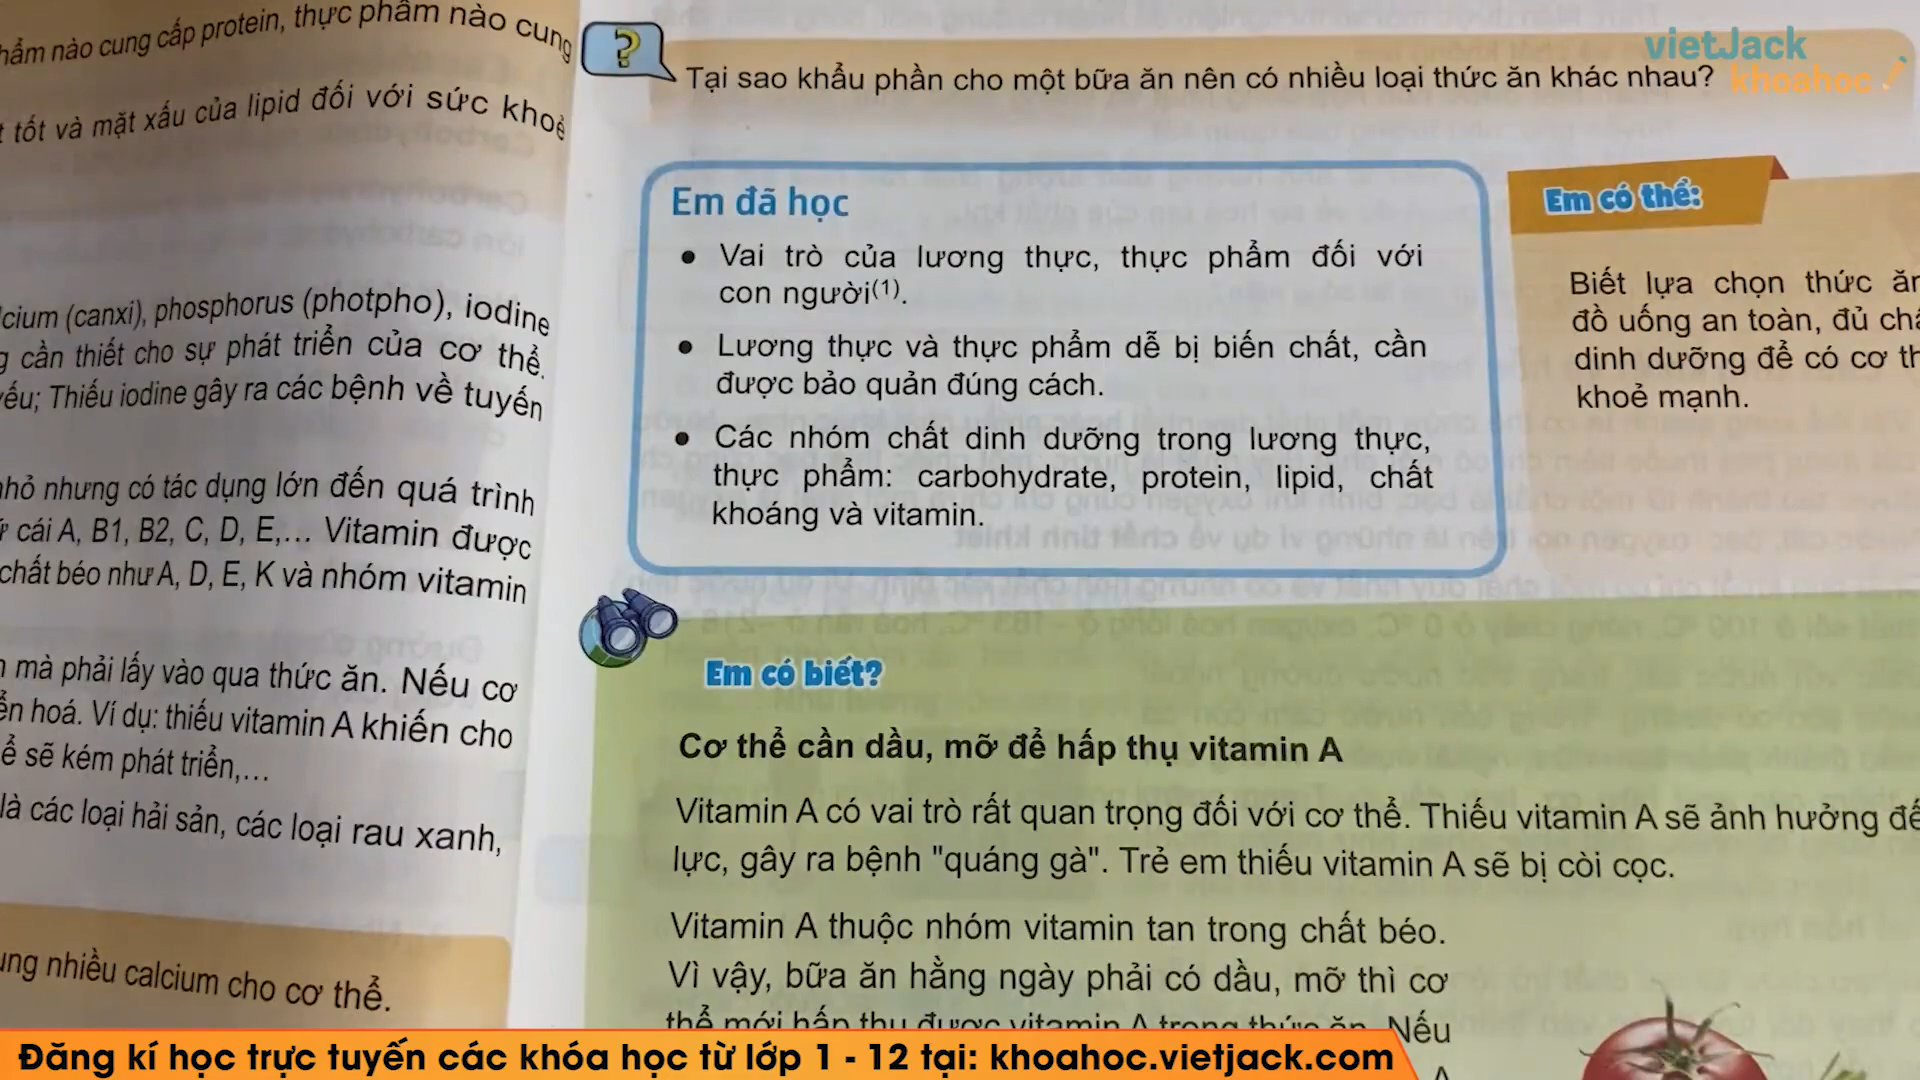 phẩm nào cung cấp protein, thực phẩm nào cung
tốt và mặt xấu của lipid đối với sức khoẻ
(canxi), phosphorus (photpho), iodine
cần thiết cho sự phát triển của cơ thể.
Thiếu iodine gây ra các bệnh về tuyến
nhỏ nhưng có tác dụng lớn đến quá trình
cái A, B1, B2, C, D, E,... Vitamin được
chất béo như A, D, E, K và nhóm vitamin
mà phải lấy vào qua thức ăn. Nếu cơ
hoá. Ví dụ: thiếu vitamin A khiến cho
sẽ kém phát triển,...
là các loại hải sản, các loại rau xanh,
nhiều calcium cho cơ thể.
?
Tại sao khẩu phần cho một bữa ăn nên có nhiều loại thức ăn khác nhau?
vietJack
khoahoc
Em đã học
• Vai trò của lương thực, thực phẩm đối với
con người(1).
• Lương thực và thực phẩm dễ bị biến chất, cần
được bảo quản đúng cách.
• Các nhóm chất dinh dưỡng trong lương thực,
thực phẩm: carbohydrate, protein, lipid, chất
khoáng và vitamin.
Em có thể:
Biết lựa chọn thức
đồ uống an toàn, đủ
dinh dưỡng để có cơ
khoẻ mạnh.
Em có biết?
Cơ thể cần dầu, mỡ để hấp thụ vitamin A
Vitamin A có vai trò rất quan trọng đối với cơ thể. Thiếu vitamin A sẽ ảnh hưởng
lực, gây ra bệnh "quáng gà". Trẻ em thiếu vitamin A sẽ bị còi cọc.
Vitamin A thuộc nhóm vitamin tan trong chất béo.
Vì vậy, bữa ăn hằng ngày phải có dầu, mỡ thì cơ
thể mới hấp thụ được vitamin A trong thức ăn. Nếu
Đăng kí học trực tuyến các khóa học từ lớp 1 - 12 tại: khoahoc.vietjack.com